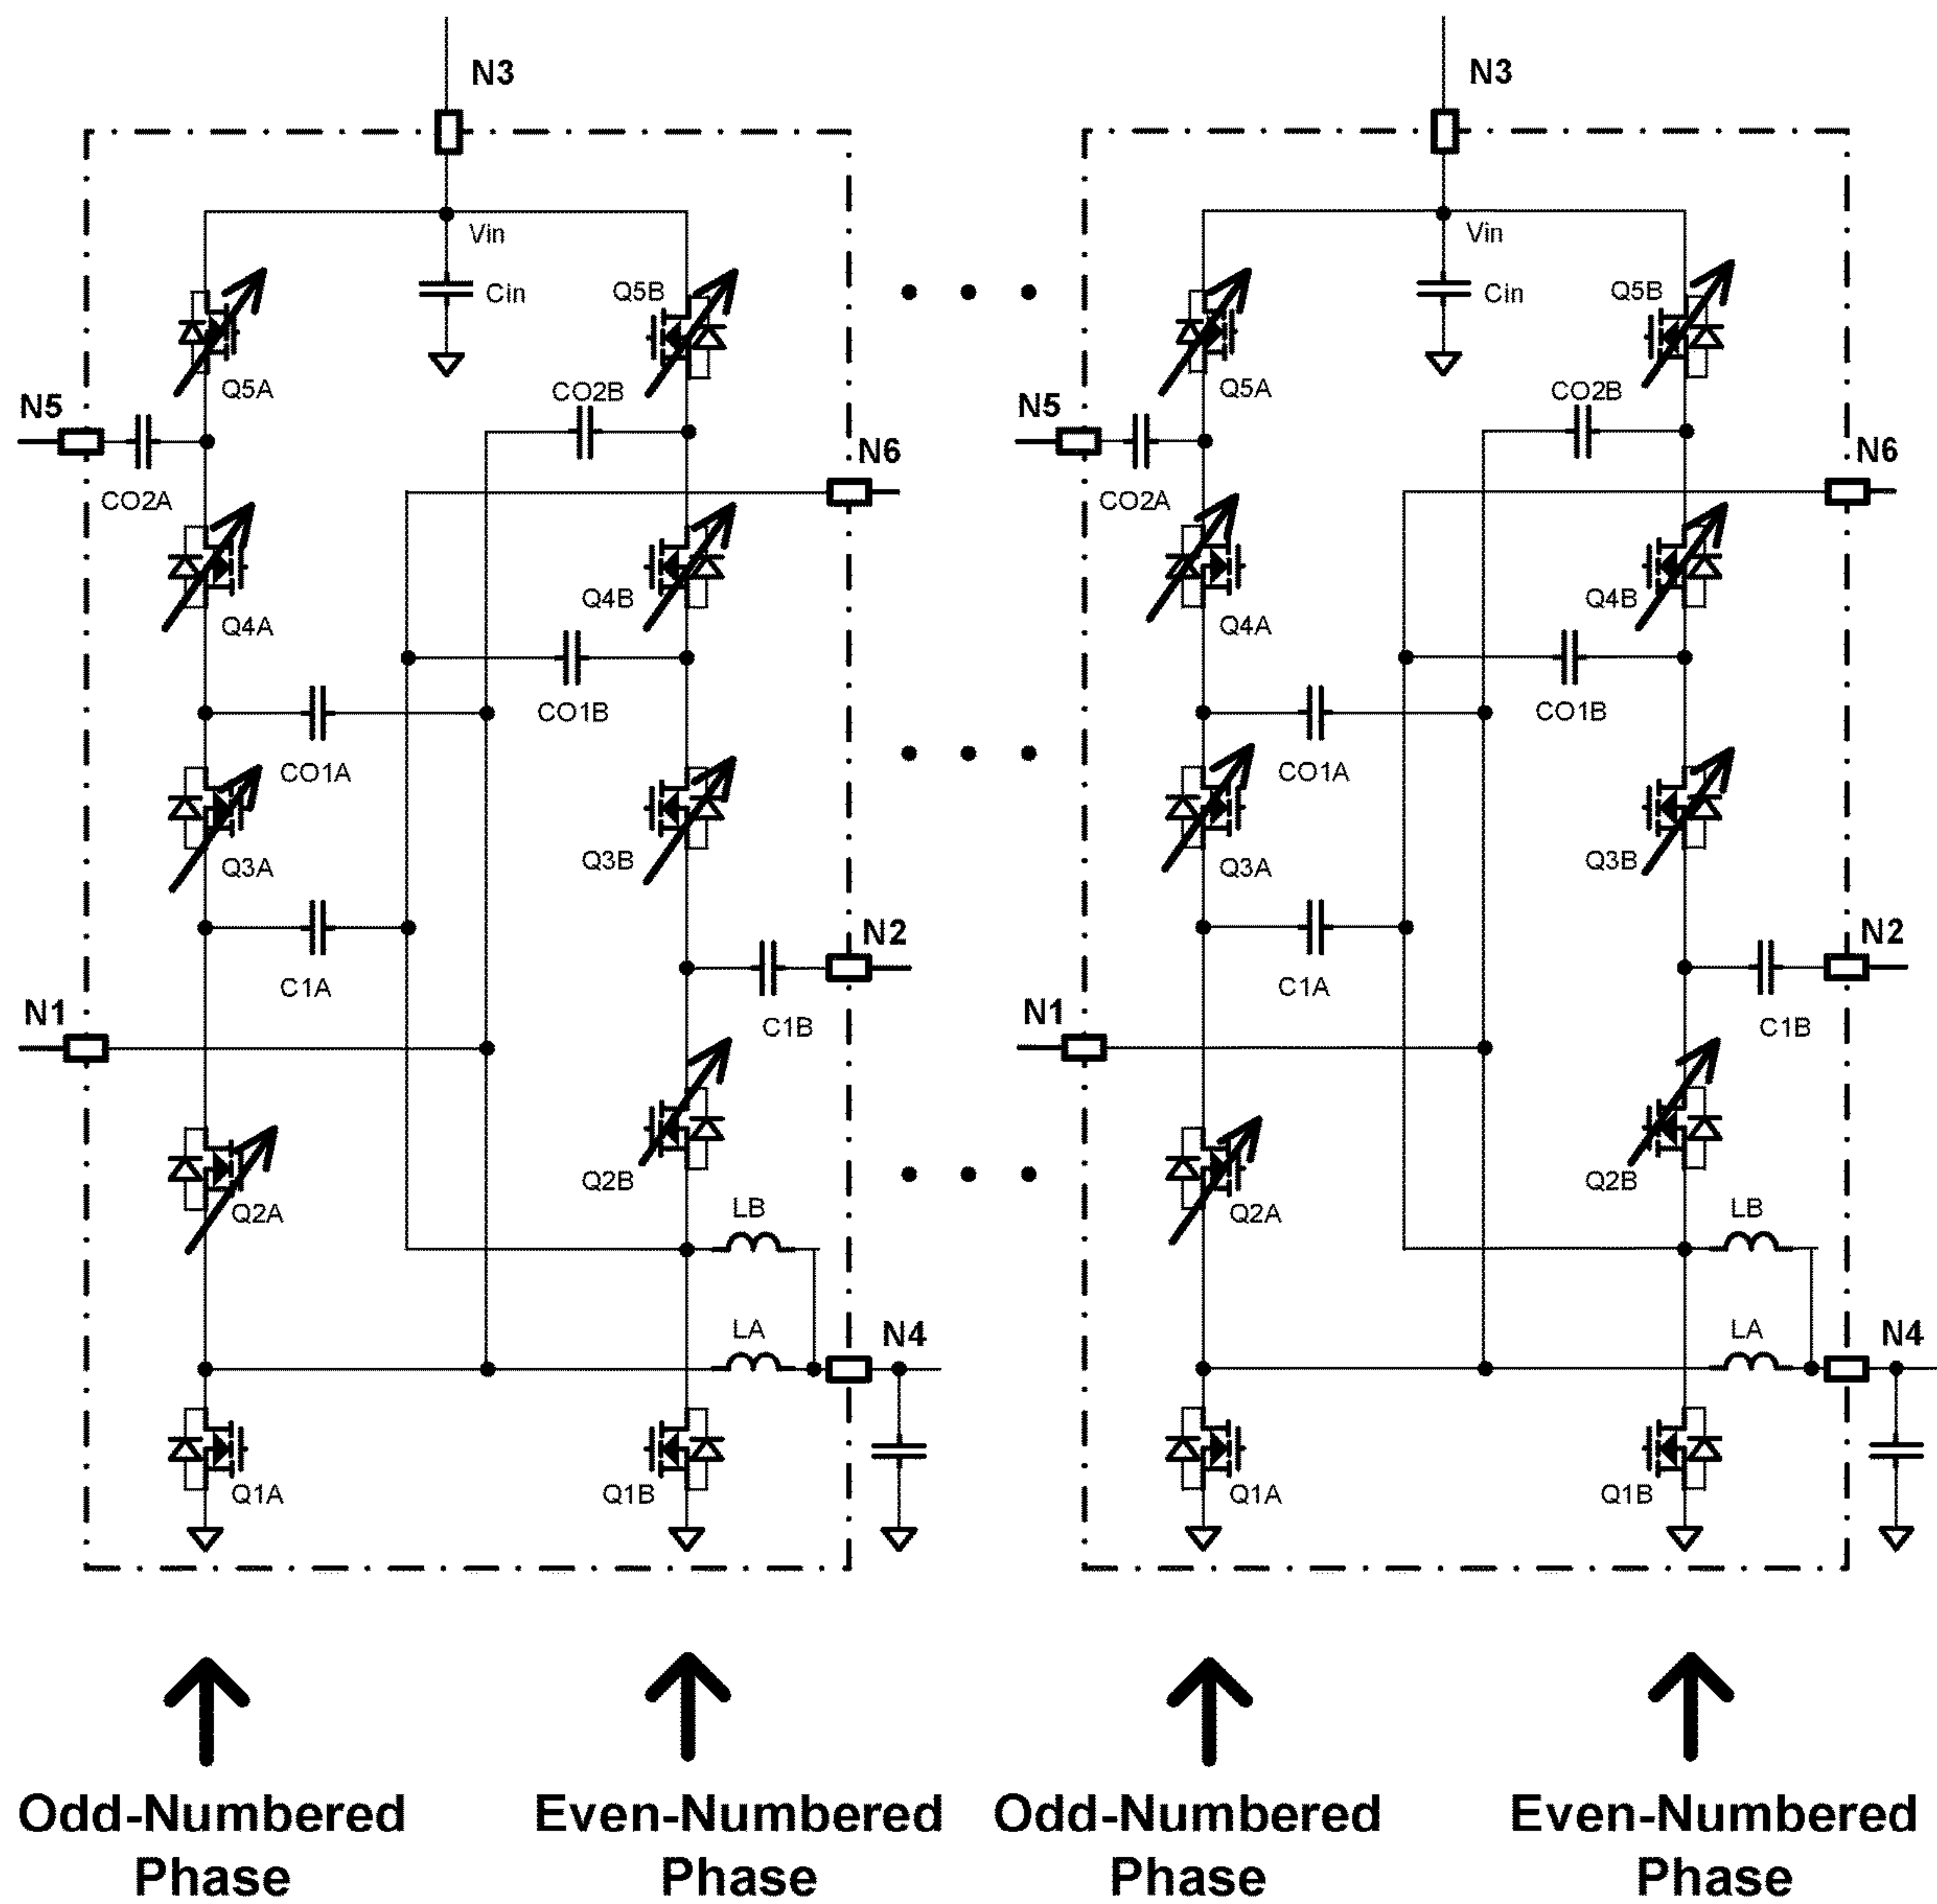 N3
N3
Vin
Vin
Cin
Cin
Q5B
Q5B
Q5A
Q5A
CO2B
CO2B
N5
N5
N6
N6
CO2A
CO2A
Q4A
Q4B
Q4A
Q4B
CO1B
CO1B
CO1A
CO1A
Q3A
Q3B
Q3A
Q3B
N2
N2
C1A
C1A
N1
N1
C1B
C1B
Q2B
Q2B
Q2A
Q2A
LB
LB
LA
LA
N4
N4
Q1A
Q1B
Q1A
Q1B
Odd-Numbered
Phase
Even-Numbered
Phase
Odd-Numbered
Phase
Even-Numbered
Phase